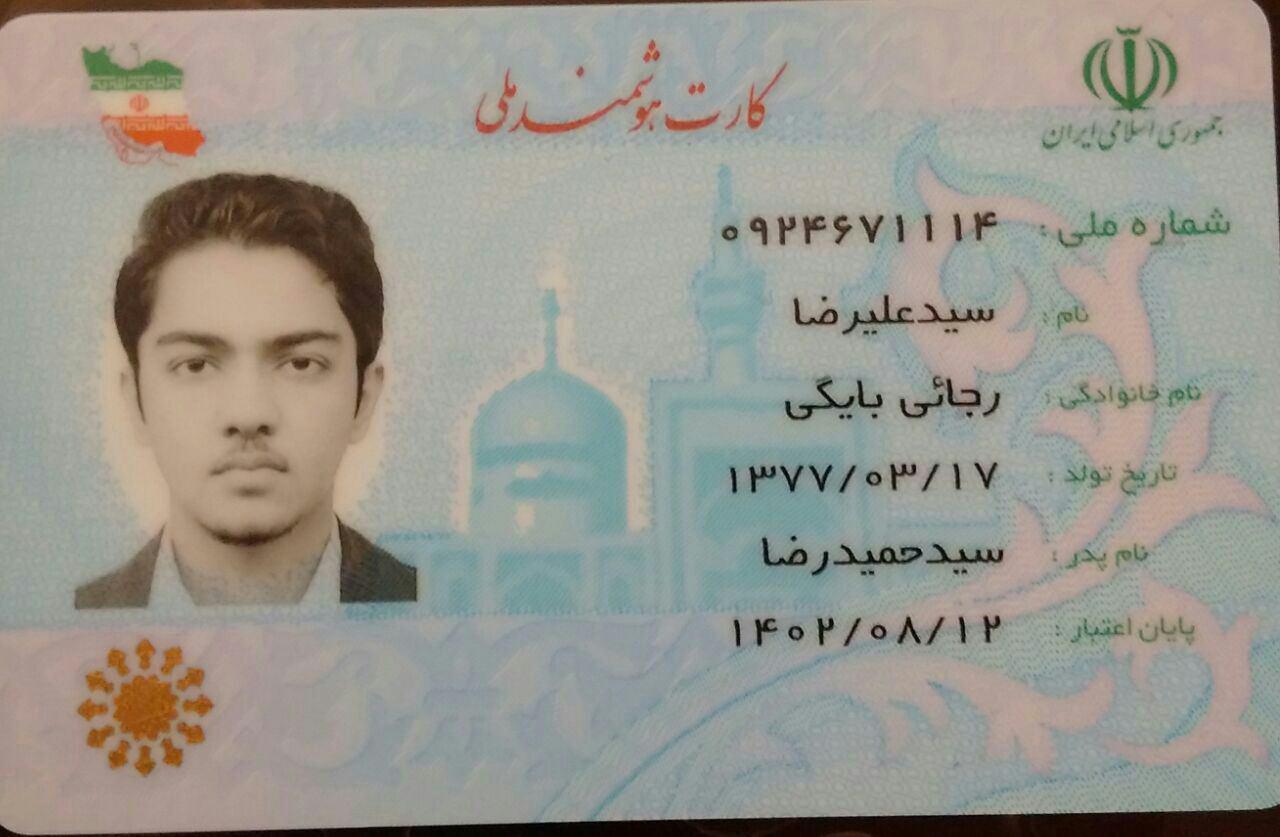 کارت هوشمند ملی
جمهوری اسلامی ایران
شماره ملی : ۰۹۲۴۶۷۱۱۱۴
نام : سیدعلیرضا
نام خانوادگی : رجائی بایگی
تاریخ تولد : ۱۳۷۷/۰۳/۱۷
نام پدر : سیدحمیدرضا
پایان اعتبار : ۱۴۰۲/۰۸/۱۲